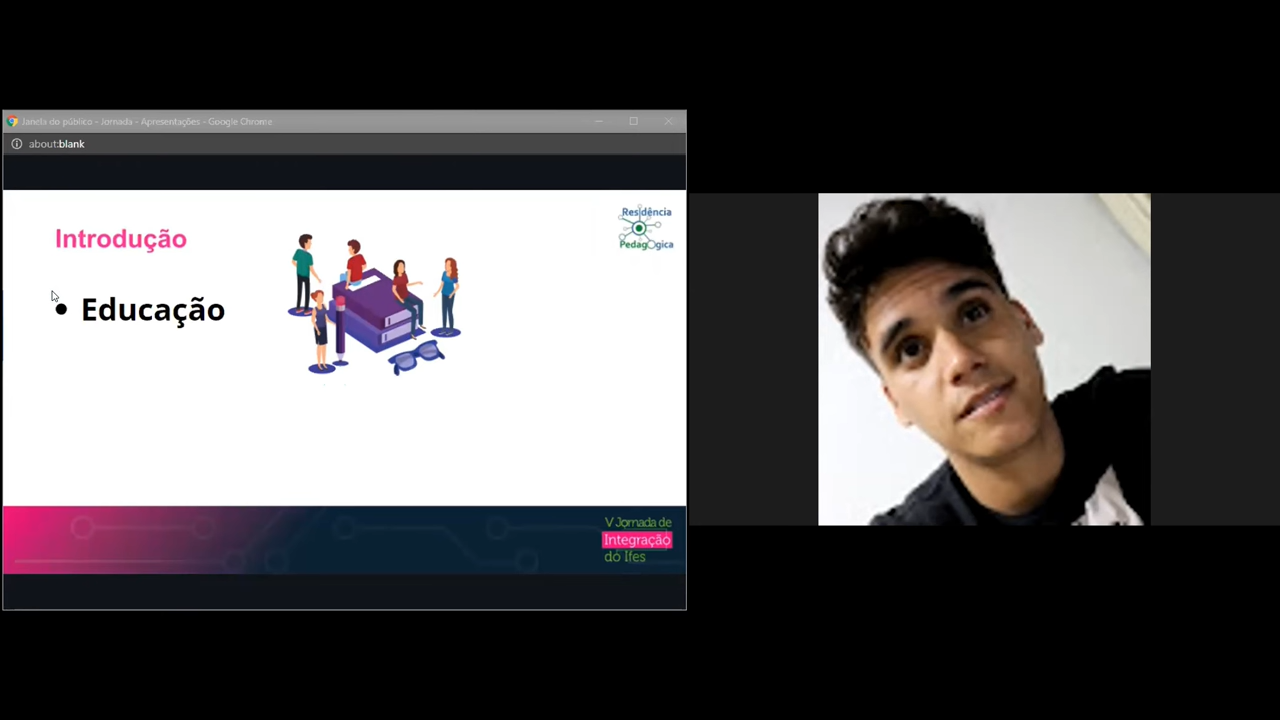 Janela do público - Jornada - Apresentações - Google Chrome
about:blank
Introdução
Residência
Pedagógica
• Educação
V Jornada de
Integração
do Ifes